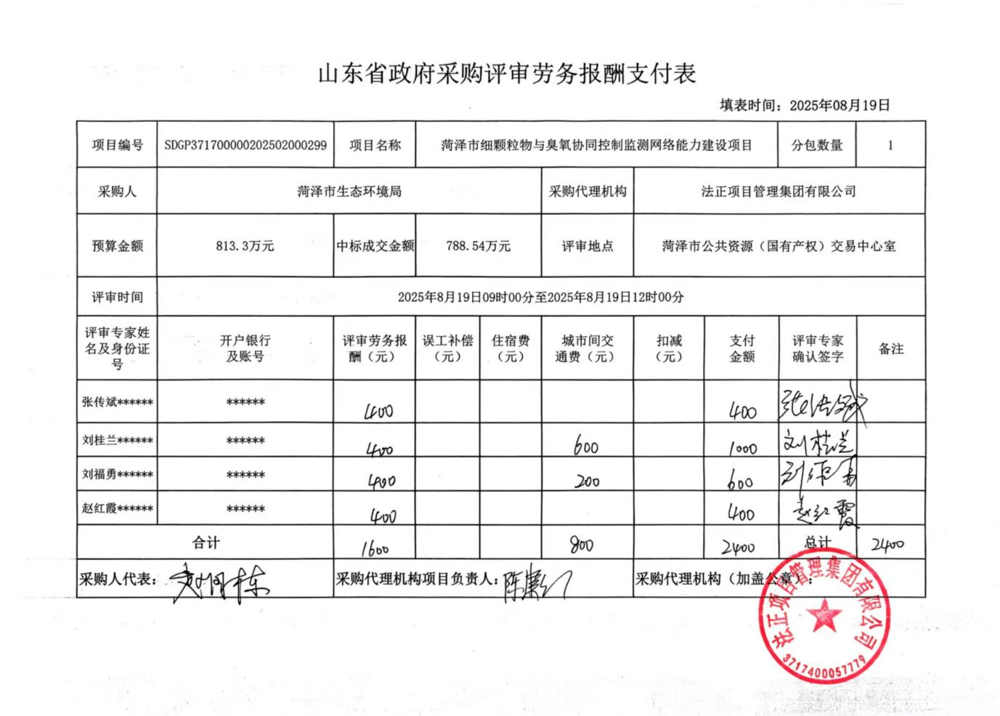 山东省政府采购评审劳务报酬支付表
填表时间：2025年08月19日
项目编号 SDGP371700000202502000299 项目名称 菏泽市细颗粒物与臭氧协同控制监测网络能力建设项目 分包数量 1
采购人 菏泽市生态环境局 采购代理机构 法正项目管理集团有限公司
预算金额 813.3万元 中标成交金额 788.54万元 评审地点 菏泽市公共资源（国有产权）交易中心室
评审时间 2025年8月19日09时00分至2025年8月19日12时00分
评审专家姓
名及身份证
号
开户银行
及账号
评审劳务报
酬（元）
误工补偿
（元）
住宿费
（元）
城市间交
通费（元）
扣减
（元）
支付
金额
评审专家
确认签字
备注
张传斌****** ****** 400 400 张传斌
刘桂兰****** ****** 400 600 1000 刘桂兰
刘福勇****** ****** 400 200 600 刘福勇
赵红霞****** ****** 400 400 赵红霞
合计 1600 800 2400 总计 2400
采购人代表： 采购代理机构项目负责人： 采购代理机构（加盖公章）：
法正项目管理集团有限公司
3717400057779